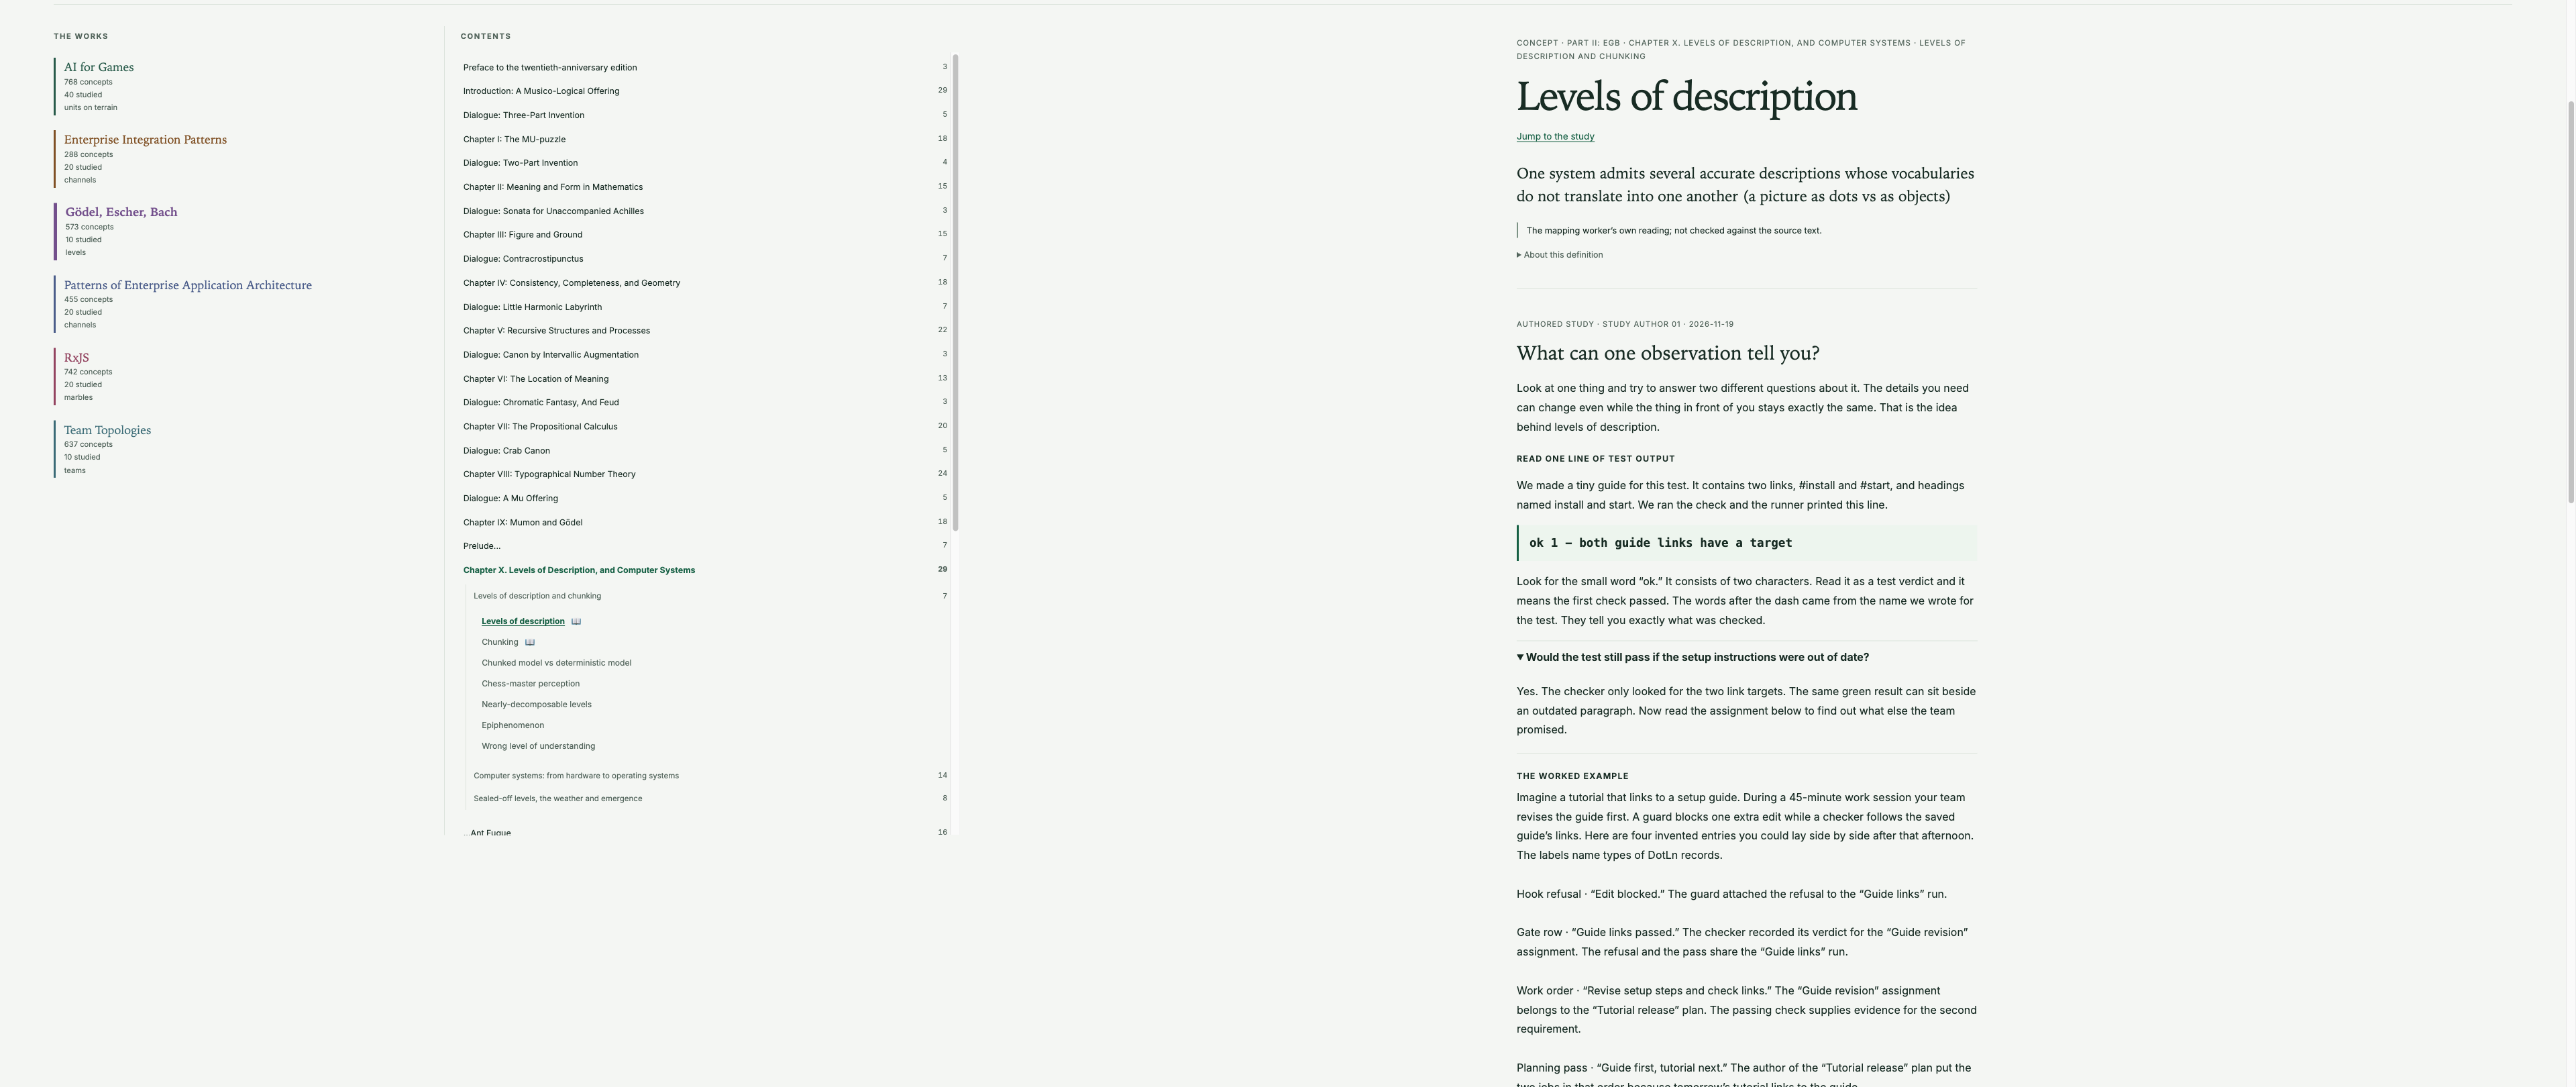 THE WORKS
AI for Games
768 concepts
40 studied
units on terrain
Enterprise Integration Patterns
288 concepts
20 studied
channels
Gödel, Escher, Bach
573 concepts
10 studied
levels
Patterns of Enterprise Application Architecture
455 concepts
20 studied
channels
RxJS
742 concepts
20 studied
marbles
Team Topologies
637 concepts
10 studied
teams
CONTENTS
Preface to the twentieth-anniversary edition 3
Introduction: A Musico-Logical Offering 29
Dialogue: Three-Part Invention 5
Chapter I: The MU-puzzle 18
Dialogue: Two-Part Invention 4
Chapter II: Meaning and Form in Mathematics 15
Dialogue: Sonata for Unaccompanied Achilles 3
Chapter III: Figure and Ground 15
Dialogue: Contracrostipunctus 7
Chapter IV: Consistency, Completeness, and Geometry 18
Dialogue: Little Harmonic Labyrinth 7
Chapter V: Recursive Structures and Processes 22
Dialogue: Canon by Intervallic Augmentation 3
Chapter VI: The Location of Meaning 13
Dialogue: Chromatic Fantasy, And Feud 3
Chapter VII: The Propositional Calculus 20
Dialogue: Crab Canon 5
Chapter VIII: Typographical Number Theory 24
Dialogue: A Mu Offering 5
Chapter IX: Mumon and Gödel 18
Prelude... 7
Chapter X. Levels of Description, and Computer Systems 29
Levels of description and chunking 7
Levels of description
Chunking
Chunked model vs deterministic model
Chess-master perception
Nearly-decomposable levels
Epiphenomenon
Wrong level of understanding
Computer systems: from hardware to operating systems 14
Sealed-off levels, the weather and emergence 8
...Ant Fugue 16
CONCEPT · PART II: EGB · CHAPTER X. LEVELS OF DESCRIPTION, AND COMPUTER SYSTEMS · LEVELS OF
DESCRIPTION AND CHUNKING
Levels of description
Jump to the study
One system admits several accurate descriptions whose vocabularies
do not translate into one another (a picture as dots vs as objects)
The mapping worker's own reading; not checked against the source text.
▶ About this definition
AUTHORED STUDY · STUDY AUTHOR 01 · 2026-11-19
What can one observation tell you?
Look at one thing and try to answer two different questions about it. The details you need
can change even while the thing in front of you stays exactly the same. That is the idea
behind levels of description.
READ ONE LINE OF TEST OUTPUT
We made a tiny guide for this test. It contains two links, #install and #start, and headings
named install and start. We ran the check and the runner printed this line.
ok 1 – both guide links have a target
Look for the small word “ok.” It consists of two characters. Read it as a test verdict and it
means the first check passed. The words after the dash came from the name we wrote for
the test. They tell you exactly what was checked.
▼ Would the test still pass if the setup instructions were out of date?
Yes. The checker only looked for the two link targets. The same green result can sit beside
an outdated paragraph. Now read the assignment below to find out what else the team
promised.
THE WORKED EXAMPLE
Imagine a tutorial that links to a setup guide. During a 45-minute work session your team
revises the guide first. A guard blocks one extra edit while a checker follows the saved
guide’s links. Here are four invented entries you could lay side by side after that afternoon.
The labels name types of DotLn records.
Hook refusal · “Edit blocked.” The guard attached the refusal to the “Guide links” run.
Gate row · “Guide links passed.” The checker recorded its verdict for the “Guide revision”
assignment. The refusal and the pass share the “Guide links” run.
Work order · “Revise setup steps and check links.” The “Guide revision” assignment
belongs to the “Tutorial release” plan. The passing check supplies evidence for the second
requirement.
Planning pass · “Guide first, tutorial next.” The author of the “Tutorial release” plan put the
two jobs in that order because tomorrow’s tutorial links to the guide.